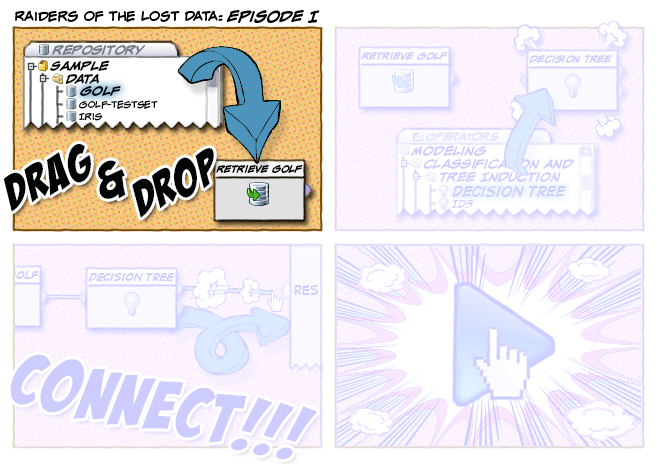 RAIDERS OF THE LOST DATA: EPISODE I
REPOSITORY
SAMPLE
DATA
GOLF
GOLF-TESTSET
IRIS
DRAG & DROP
RETRIEVE GOLF
RETRIEVE GOLF
DECISION TREE
OPERATORS
MODELING
CLASSIFICATION AND
TREE INDUCTION
DECISION TREE
ID3
OLF
DECISION TREE
RES
CONNECT!!!